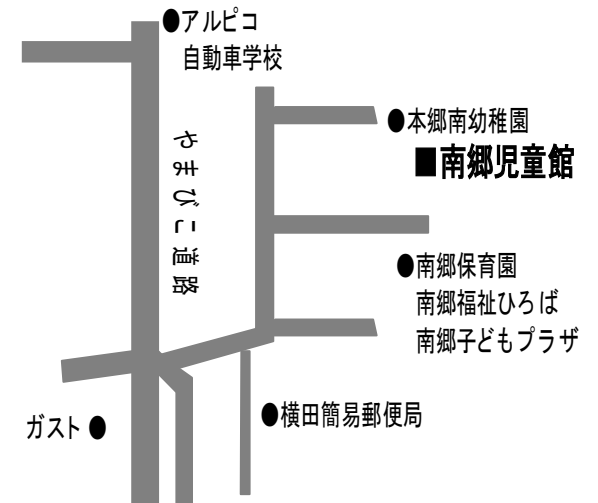 ●アルピコ
自動車学校
やまびこ道路
●本郷南幼稚園
■南郷児童館
●南郷保育園
南郷福祉ひろば
南郷子どもプラザ
ガスト●
●横田簡易郵便局